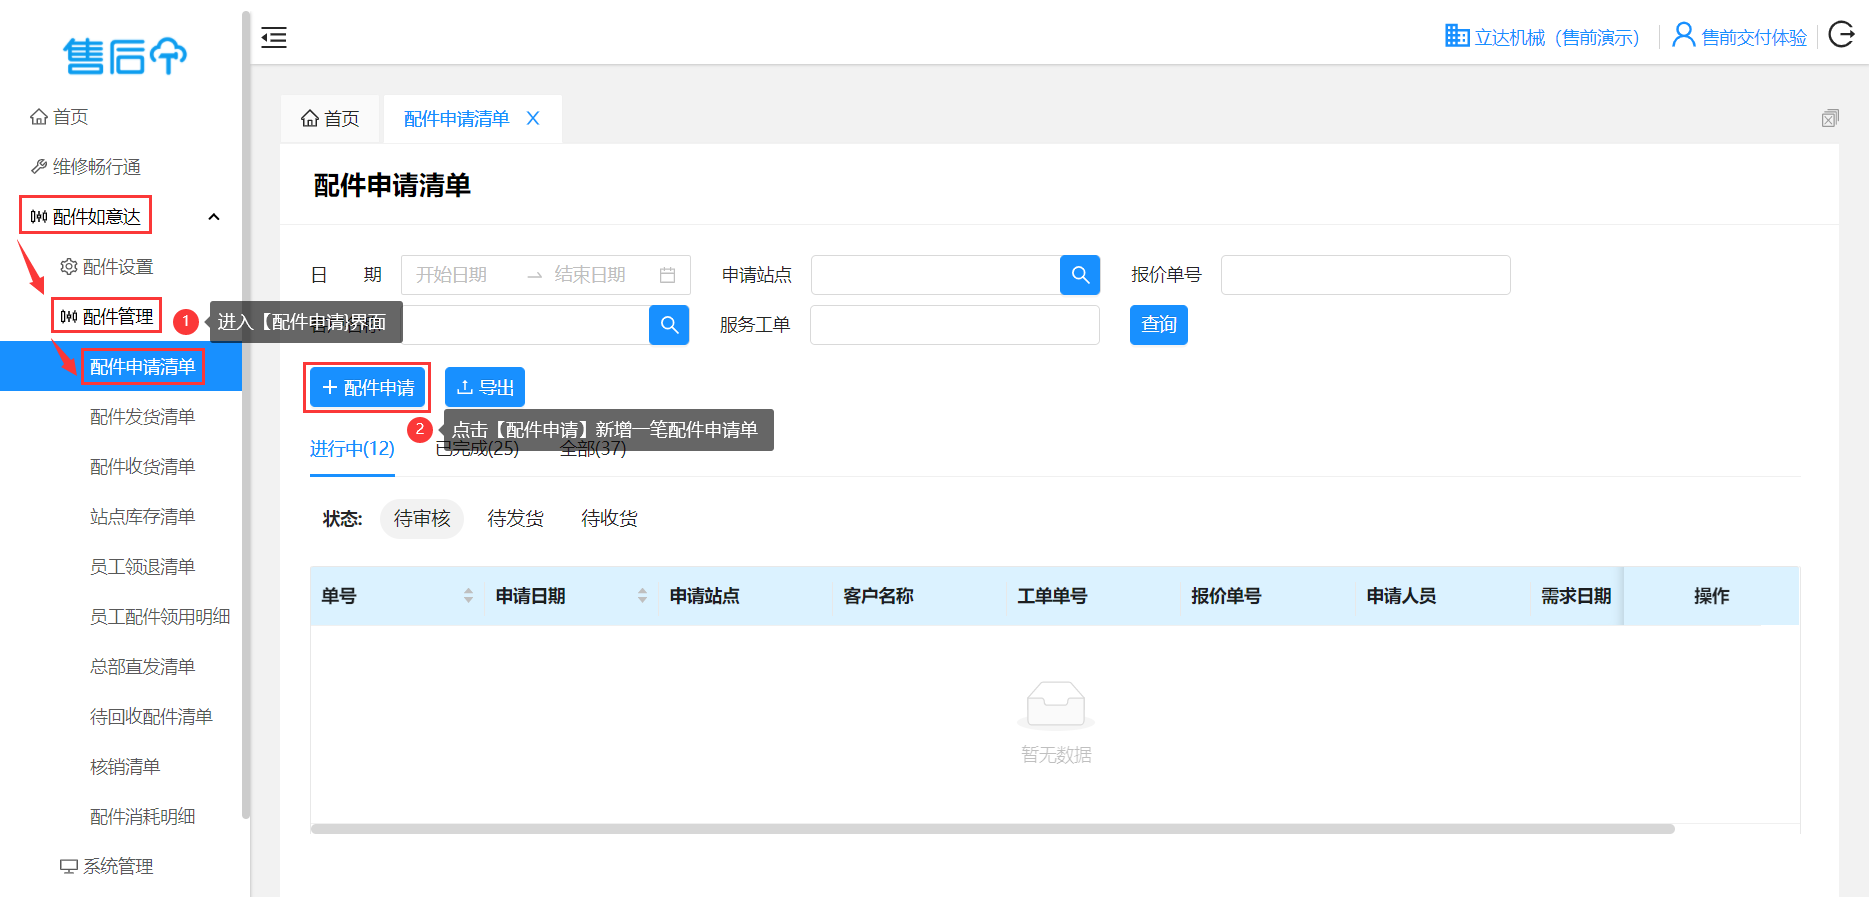 售后
立达机械（售前演示）
售前交付体验
首页
维修畅行通
配件如意达
配件设置
配件管理
配件申请清单
配件发货清单
配件收货清单
站点库存清单
员工领退清单
员工配件领用明细
总部直发清单
待回收配件清单
核销清单
配件消耗明细
系统管理
首页
配件申请清单 X
配件申请清单
日 期 开始日期 → 结束日期
申请站点
报价单号
1 进入【配件申请}界面
服务工单
查询
+ 配件申请
导出
2 点击【配件申请】新增一笔配件申请单
进行中(12)
已完成(25)
全部(37)
状态: 待审核 待发货 待收货
单号 申请日期 申请站点 客户名称 工单单号 报价单号 申请人员 需求日期 操作
暂无数据